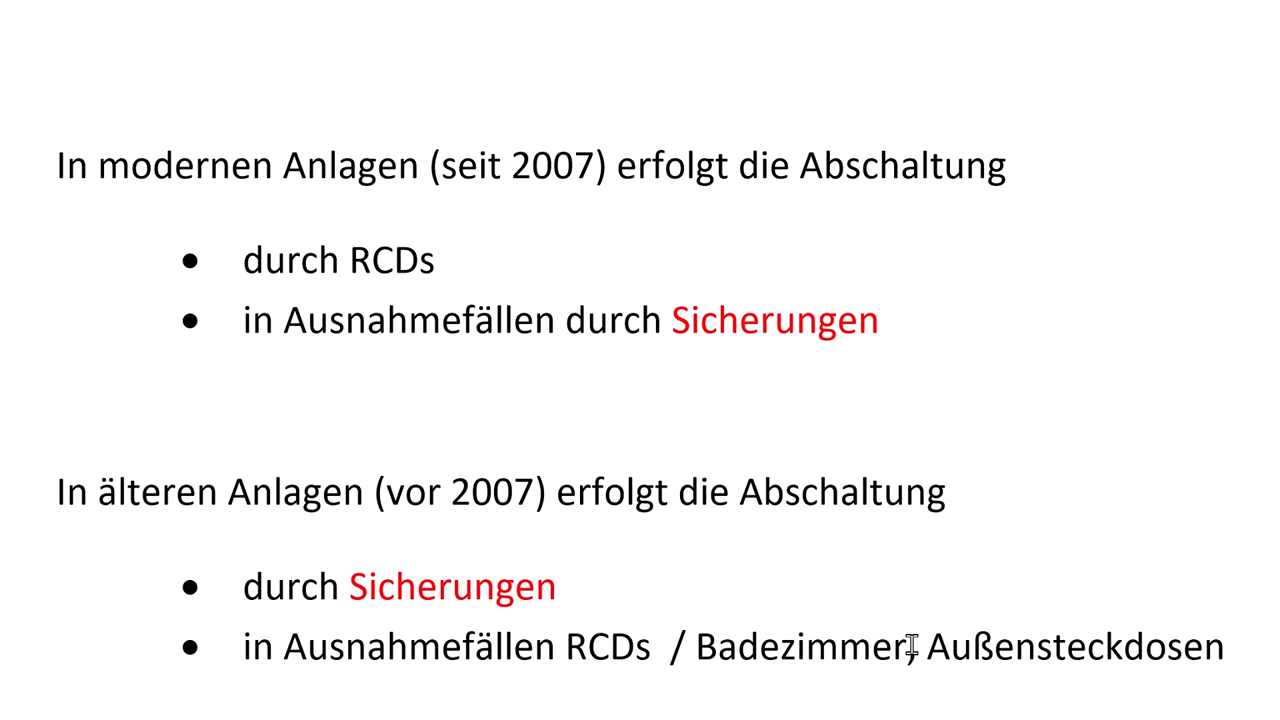 In modernen Anlagen (seit 2007) erfolgt die Abschaltung
• durch RCDs
• in Ausnahmefällen durch Sicherungen
In älteren Anlagen (vor 2007) erfolgt die Abschaltung
• durch Sicherungen
• in Ausnahmefällen RCDs / Badezimmer, Außensteckdosen